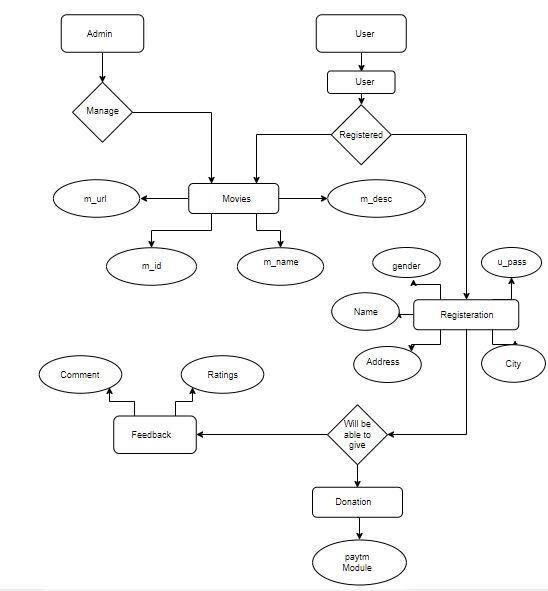 Admin
User
User
Manage
Registered
m_url
Movies
m_desc
m_id
m_name
gender
u_pass
Name
Registeration
Address
City
Comment
Ratings
Feedback
Will be
able to
give
Donation
paytm
Module